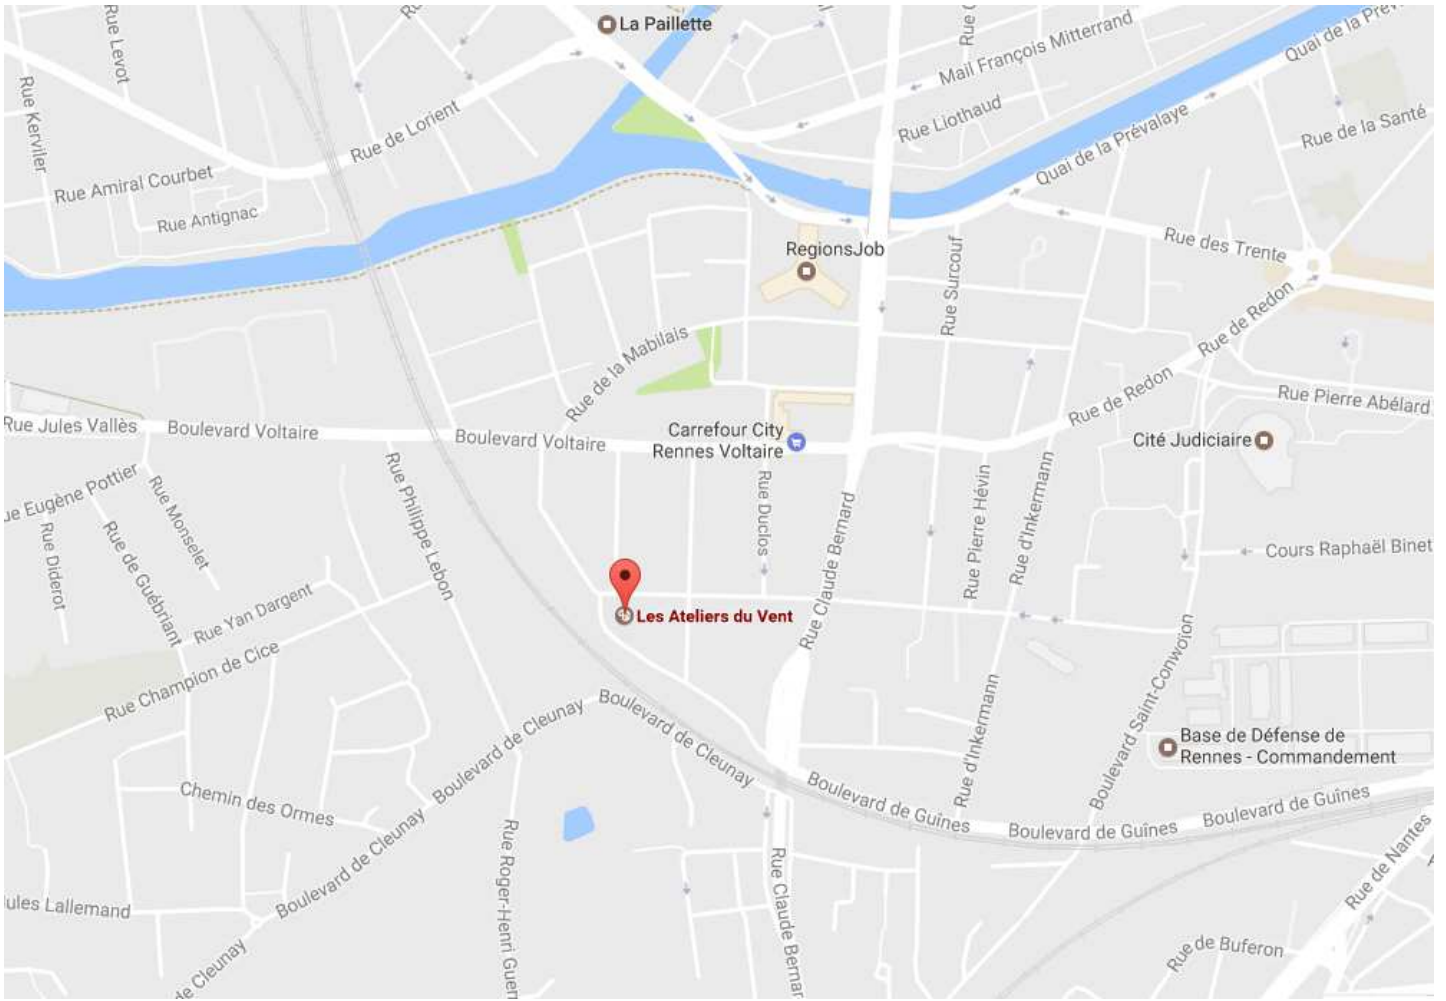 La Paillette
Rue Levot
Rue Kerviler
Rue de Lorient
Rue Amiral Courbet
Rue Antignac
Mail François Mitterrand
Rue Liothaud
Quai de la Prévalaye
Rue de la Santé
Rue des Trente
RegionsJob
Rue Surcouf
Rue de Redon
Rue de la Mabilais
Rue de Redon
Rue Pierre Abélard
Rue Jules Vallès
Boulevard Voltaire
Boulevard Voltaire
Carrefour City
Rennes Voltaire
Cité Judiciaire
Eugène Pottier
Rue Monselet
Rue Philippe Lebon
Rue Duclos
Rue Claude Bernard
Rue Pierre Hévin
Rue d'Inkermann
Cours Raphaël Binet
Rue Diderot
Rue de Guébriant
Rue Yan Dargent
Les Ateliers du Vent
Rue Champion de Cice
Boulevard Saint-Conwoion
Rue d'Inkermann
Boulevard de Cleunay
Boulevard de Cleunay
Base de Défense de
Rennes - Commandement
Chemin des Ormes
Boulevard de Guînes
Boulevard de Guînes
Boulevard de Guînes
Boulevard de Cleunay
Rue Roger-Henri Guer
Rue Claude Bernar
Rue de Nantes
ules Lallemand
de Cleunay
Rue de Buferon